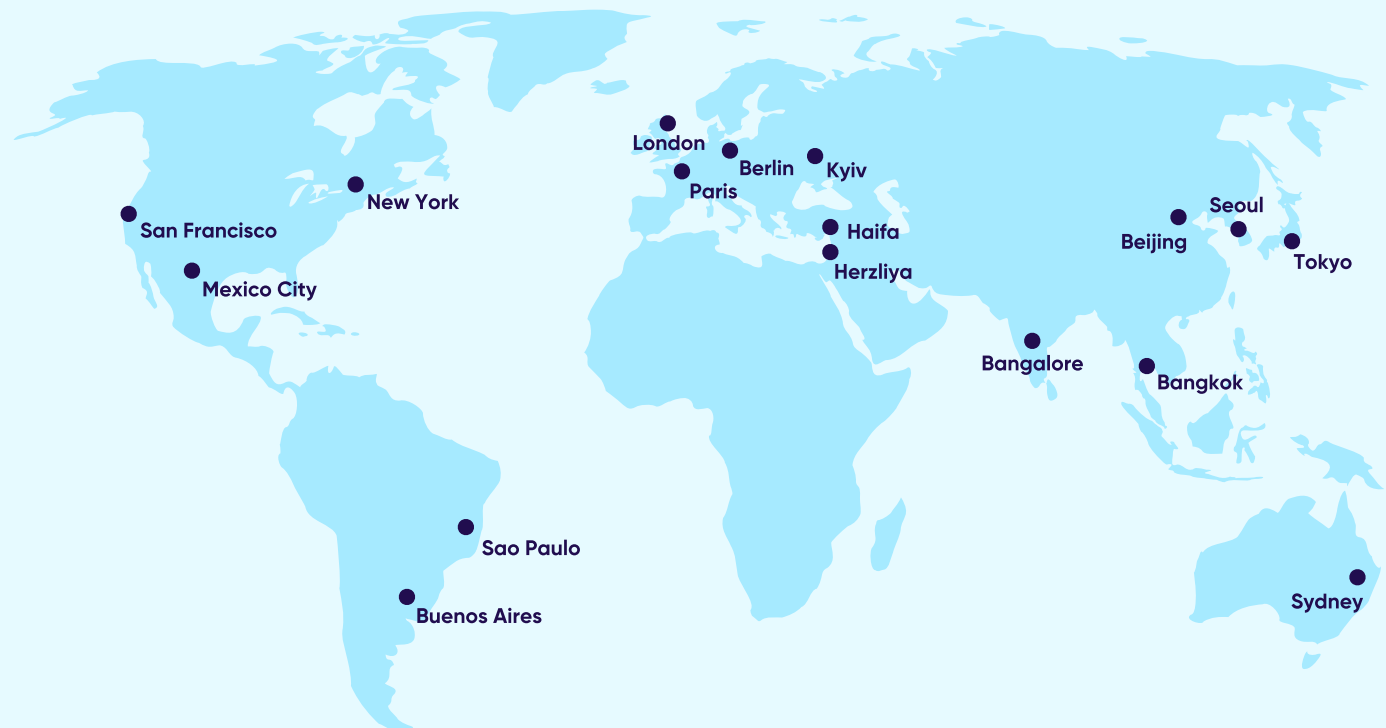 London
Berlin
Kyiv
Paris
New York
Seoul
San Francisco
Haifa
Beijing
Tokyo
Herzliya
Mexico City
Bangalore
Bangkok
Sao Paulo
Sydney
Buenos Aires